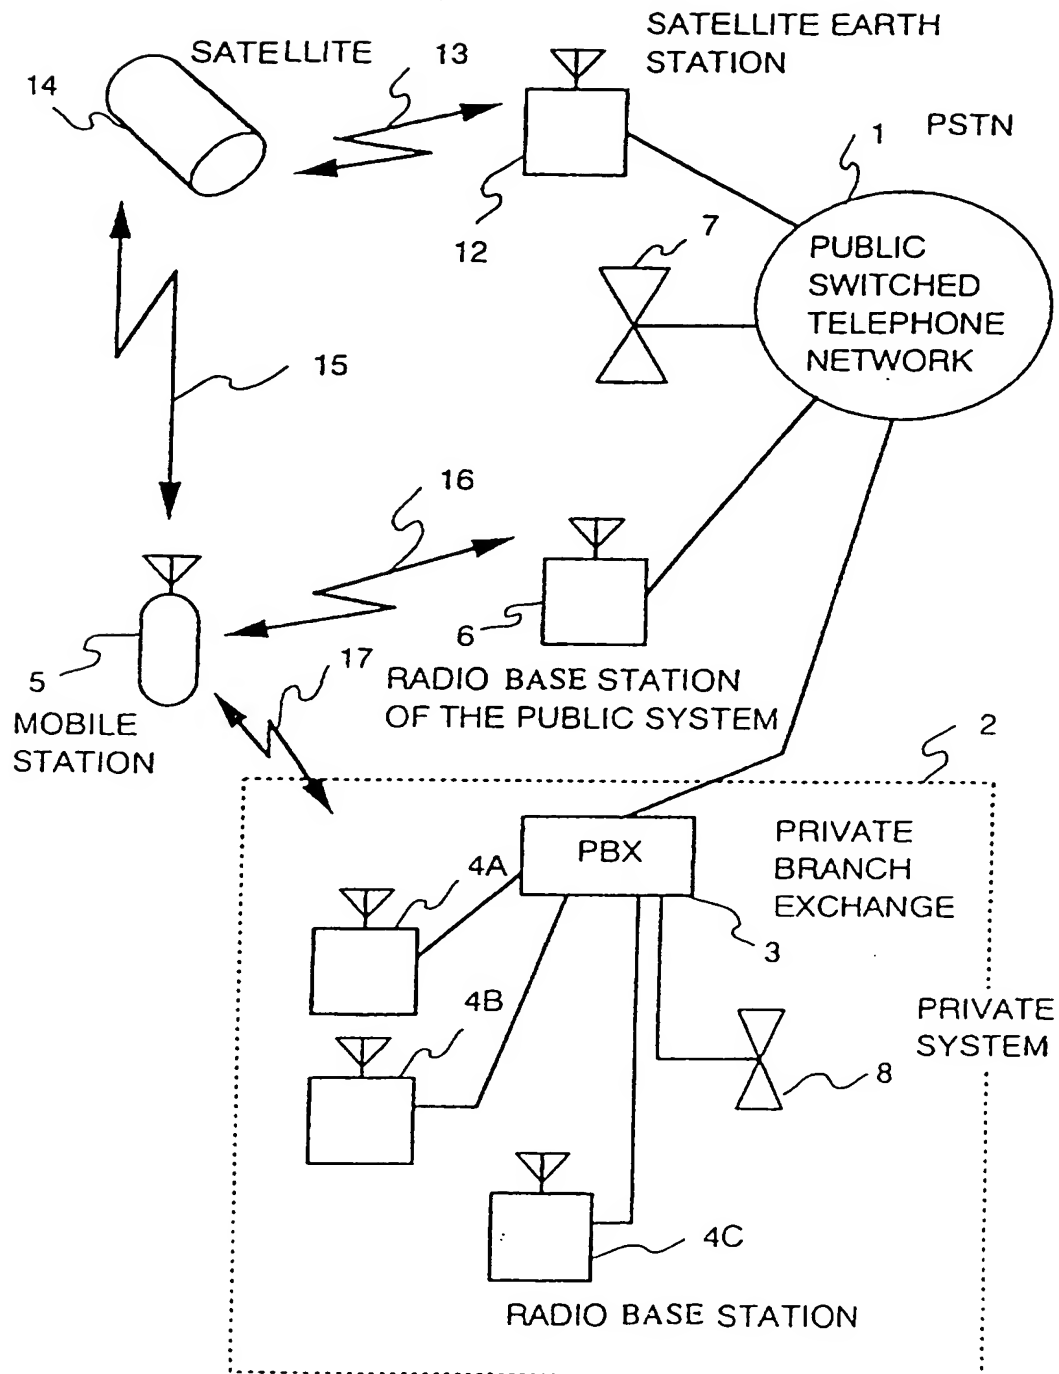 SATELLITE
13
SATELLITE EARTH
STATION
14
1
PSTN
12
7
PUBLIC
SWITCHED
TELEPHONE
NETWORK
15
16
5
MOBILE
STATION
6
17
RADIO BASE STATION
OF THE PUBLIC SYSTEM
2
PBX
PRIVATE
BRANCH
EXCHANGE
4A
3
4B
PRIVATE
SYSTEM
8
4C
RADIO BASE STATION